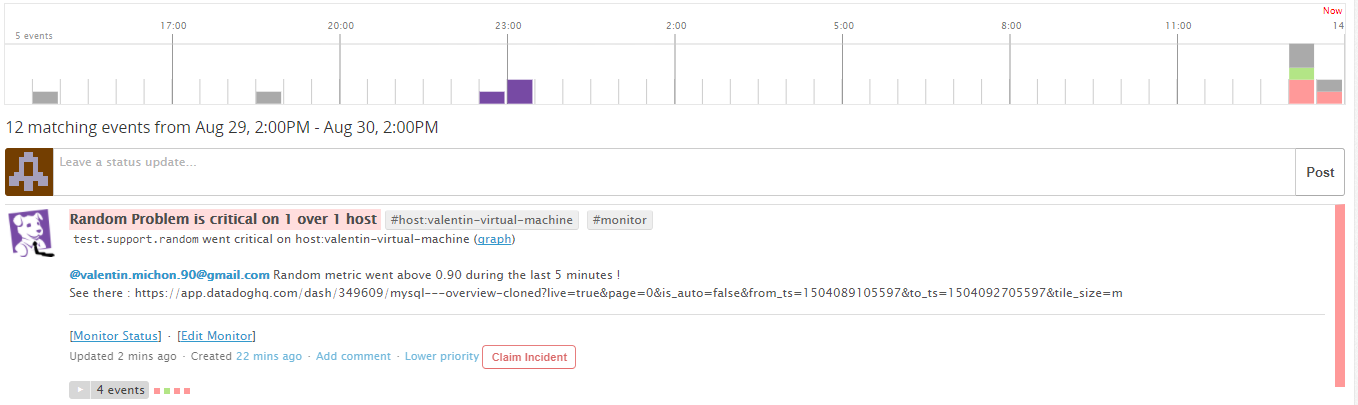 Now
17:00 20:00 23:00 2:00 5:00 8:00 11:00 14
5 events
12 matching events from Aug 29, 2:00PM - Aug 30, 2:00PM
Leave a status update... Post
Random Problem is critical on 1 over 1 host #host:valentin-virtual-machine #monitor
test.support.random went critical on host:valentin-virtual-machine (graph)
@valentin.michon.90@gmail.com Random metric went above 0.90 during the last 5 minutes !
See there : https://app.datadoghq.com/dash/349609/mysql---overview-cloned?live=true&page=0&is_auto=false&from_ts=1504089105597&to_ts=1504092705597&tile_size=m
[Monitor Status] · [Edit Monitor]
Updated 2 mins ago · Created 22 mins ago · Add comment · Lower priority Claim Incident
4 events